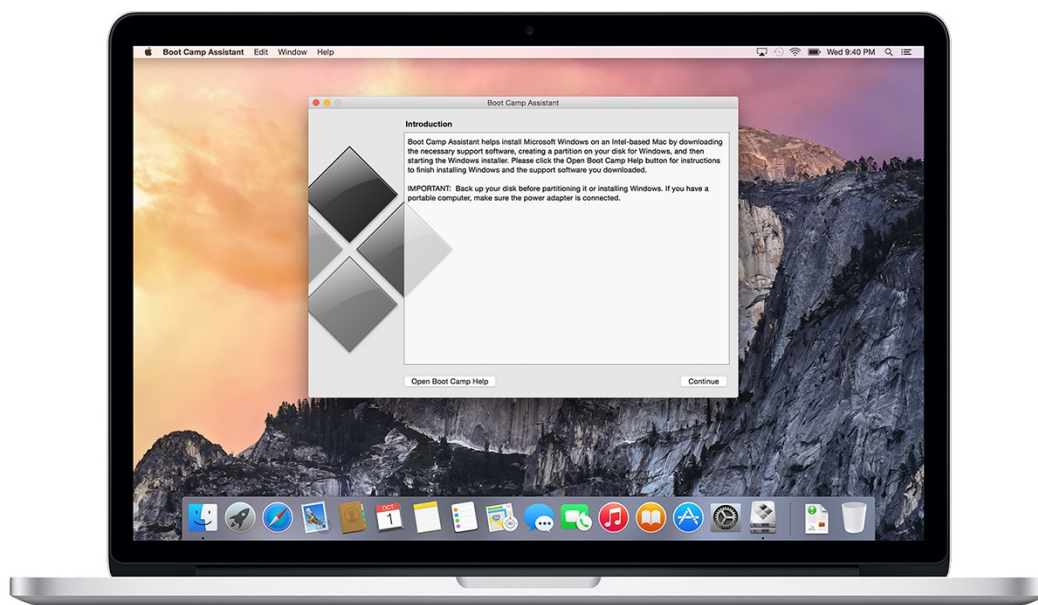 Boot Camp Assistant Edit Window Help
Wed 9:40 PM
Boot Camp Assistant
Introduction
Boot Camp Assistant helps install Microsoft Windows on an Intel-based Mac by downloading
the necessary support software, creating a partition on your disk for Windows, and then
starting the Windows installer. Please click the Open Boot Camp Help button for instructions
to finish installing Windows and the support software you downloaded.
IMPORTANT: Back up your disk before partitioning it or installing Windows. If you have a
portable computer, make sure the power adapter is connected.
Open Boot Camp Help
Continue
OCT
1